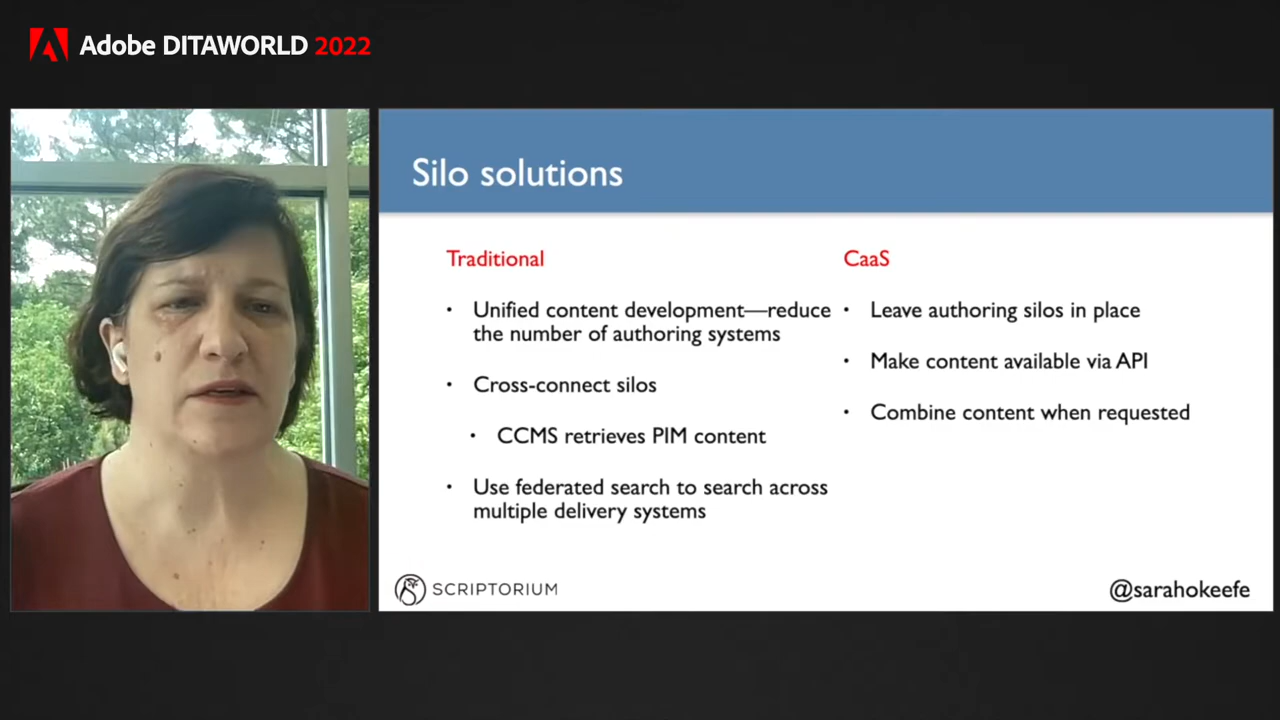 Adobe DITAWORLD 2022
Silo solutions
Traditional
• Unified content development—reduce
the number of authoring systems
• Cross-connect silos
• CCMS retrieves PIM content
• Use federated search to search across
multiple delivery systems
CaaS
• Leave authoring silos in place
• Make content available via API
• Combine content when requested
SCRIPTORIUM
@sarahokeefe